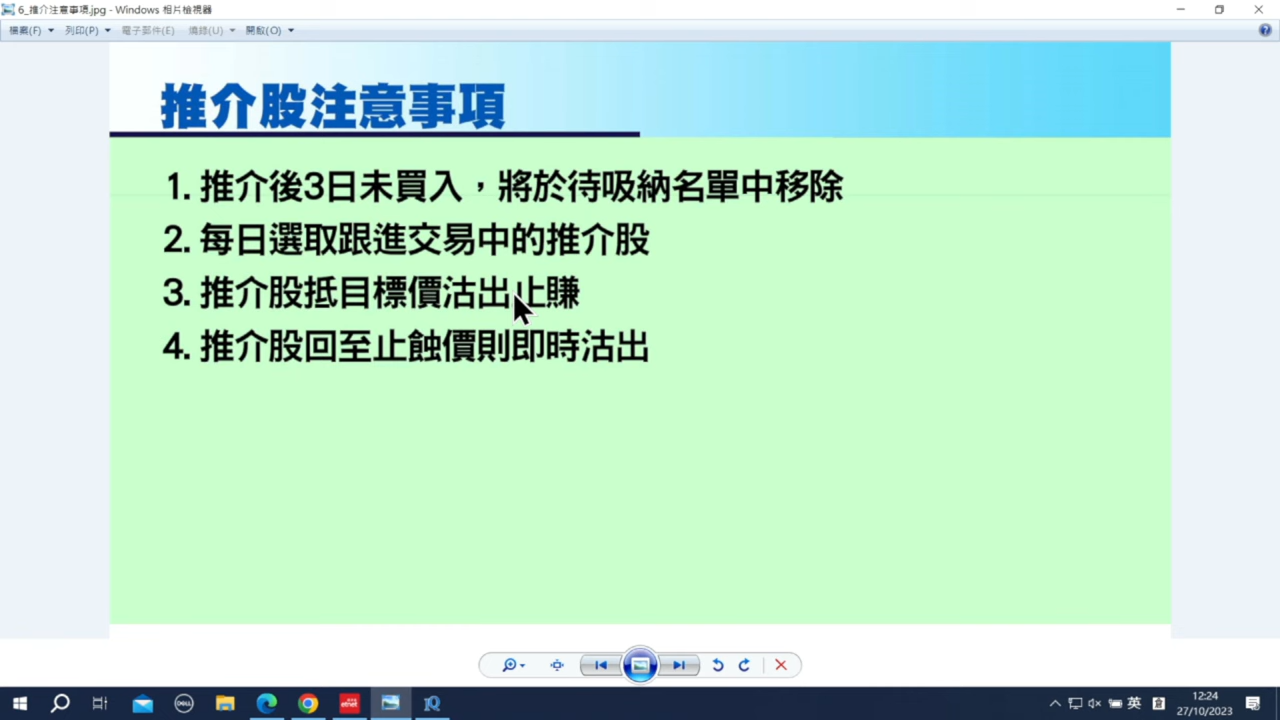 6_推介注意事項.jpg - Windows 相片檢視器
檔案(F) 列印(P) 電子郵件(E) 燒錄(U) 開啟(O)
推介股注意事項
1. 推介後3日未買入，將於待吸納名單中移除
2. 每日選取跟進交易中的推介股
3. 推介股抵目標價沽出止賺
4. 推介股回至止蝕價則即時沽出
DELL
etnet
英
12:24
27/10/2023